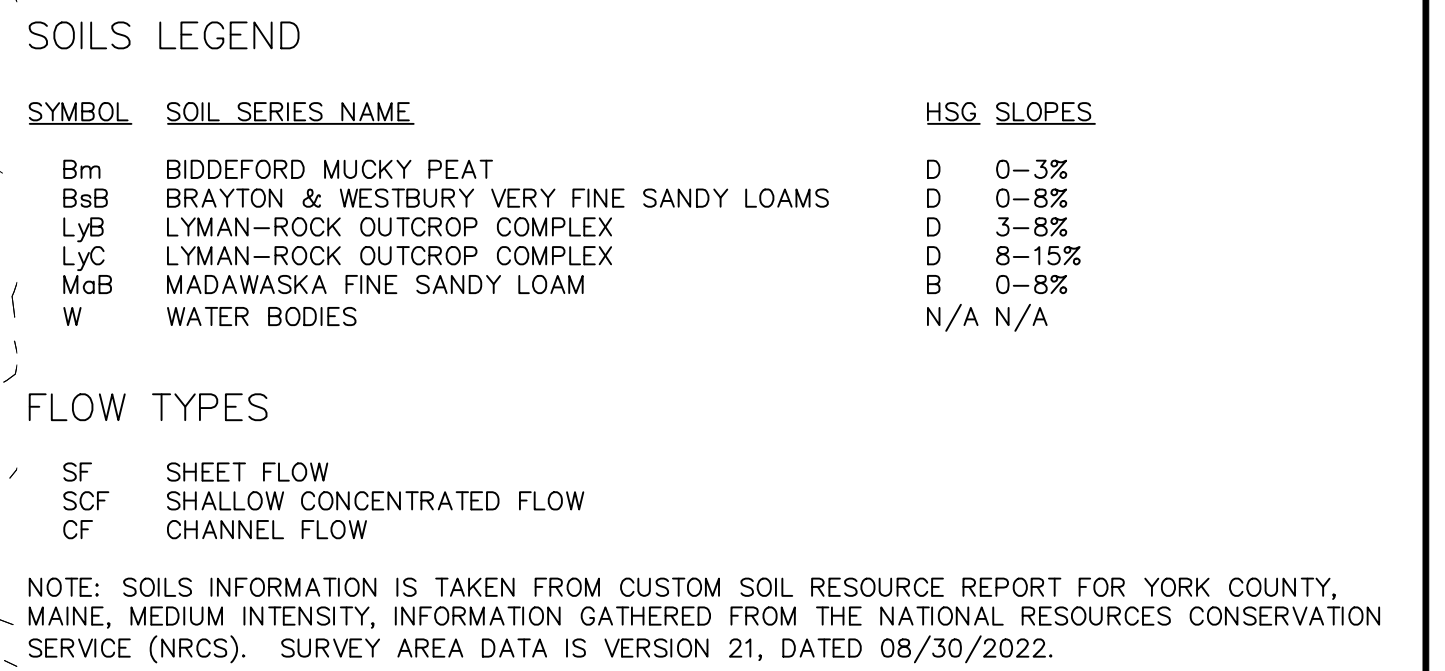 SOILS LEGEND
SYMBOL SOIL SERIES NAME HSG SLOPES
Bm BIDDEFORD MUCKY PEAT D 0-3%
BsB BRAYTON & WESTBURY VERY FINE SANDY LOAMS D 0-8%
LyB LYMAN-ROCK OUTCROP COMPLEX D 3-8%
LyC LYMAN-ROCK OUTCROP COMPLEX D 8-15%
MaB MADAWASKA FINE SANDY LOAM B 0-8%
W WATER BODIES N/A N/A
FLOW TYPES
SF SHEET FLOW
SCF SHALLOW CONCENTRATED FLOW
CF CHANNEL FLOW
NOTE: SOILS INFORMATION IS TAKEN FROM CUSTOM SOIL RESOURCE REPORT FOR YORK COUNTY,
MAINE, MEDIUM INTENSITY, INFORMATION GATHERED FROM THE NATIONAL RESOURCES CONSERVATION
SERVICE (NRCS). SURVEY AREA DATA IS VERSION 21, DATED 08/30/2022.